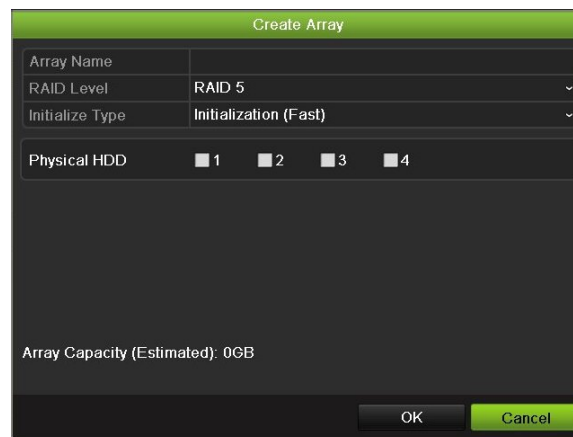 Create Array
Array Name
RAID Level RAID 5
Initialize Type Initialization (Fast)
Physical HDD 1 2 3 4
Array Capacity (Estimated): 0GB
OK Cancel